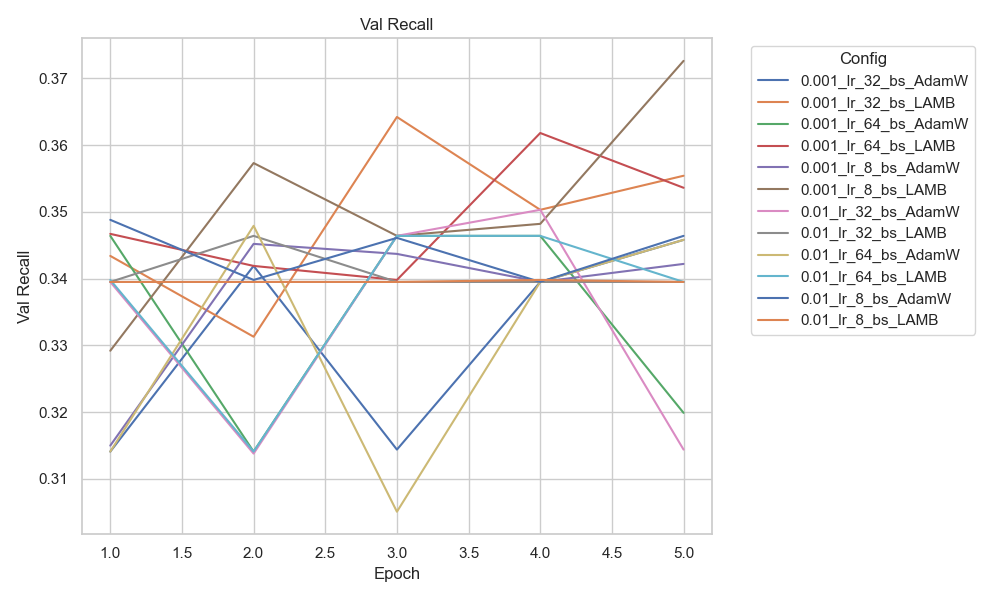 Val Recall
Val Recall
0.37
0.36
0.35
0.34
0.33
0.32
0.31
1.0 1.5 2.0 2.5 3.0 3.5 4.0 4.5 5.0
Epoch
Config
0.001_lr_32_bs_AdamW
0.001_lr_32_bs_LAMB
0.001_lr_64_bs_AdamW
0.001_lr_64_bs_LAMB
0.001_lr_8_bs_AdamW
0.001_lr_8_bs_LAMB
0.01_lr_32_bs_AdamW
0.01_lr_32_bs_LAMB
0.01_lr_64_bs_AdamW
0.01_lr_64_bs_LAMB
0.01_lr_8_bs_AdamW
0.01_lr_8_bs_LAMB